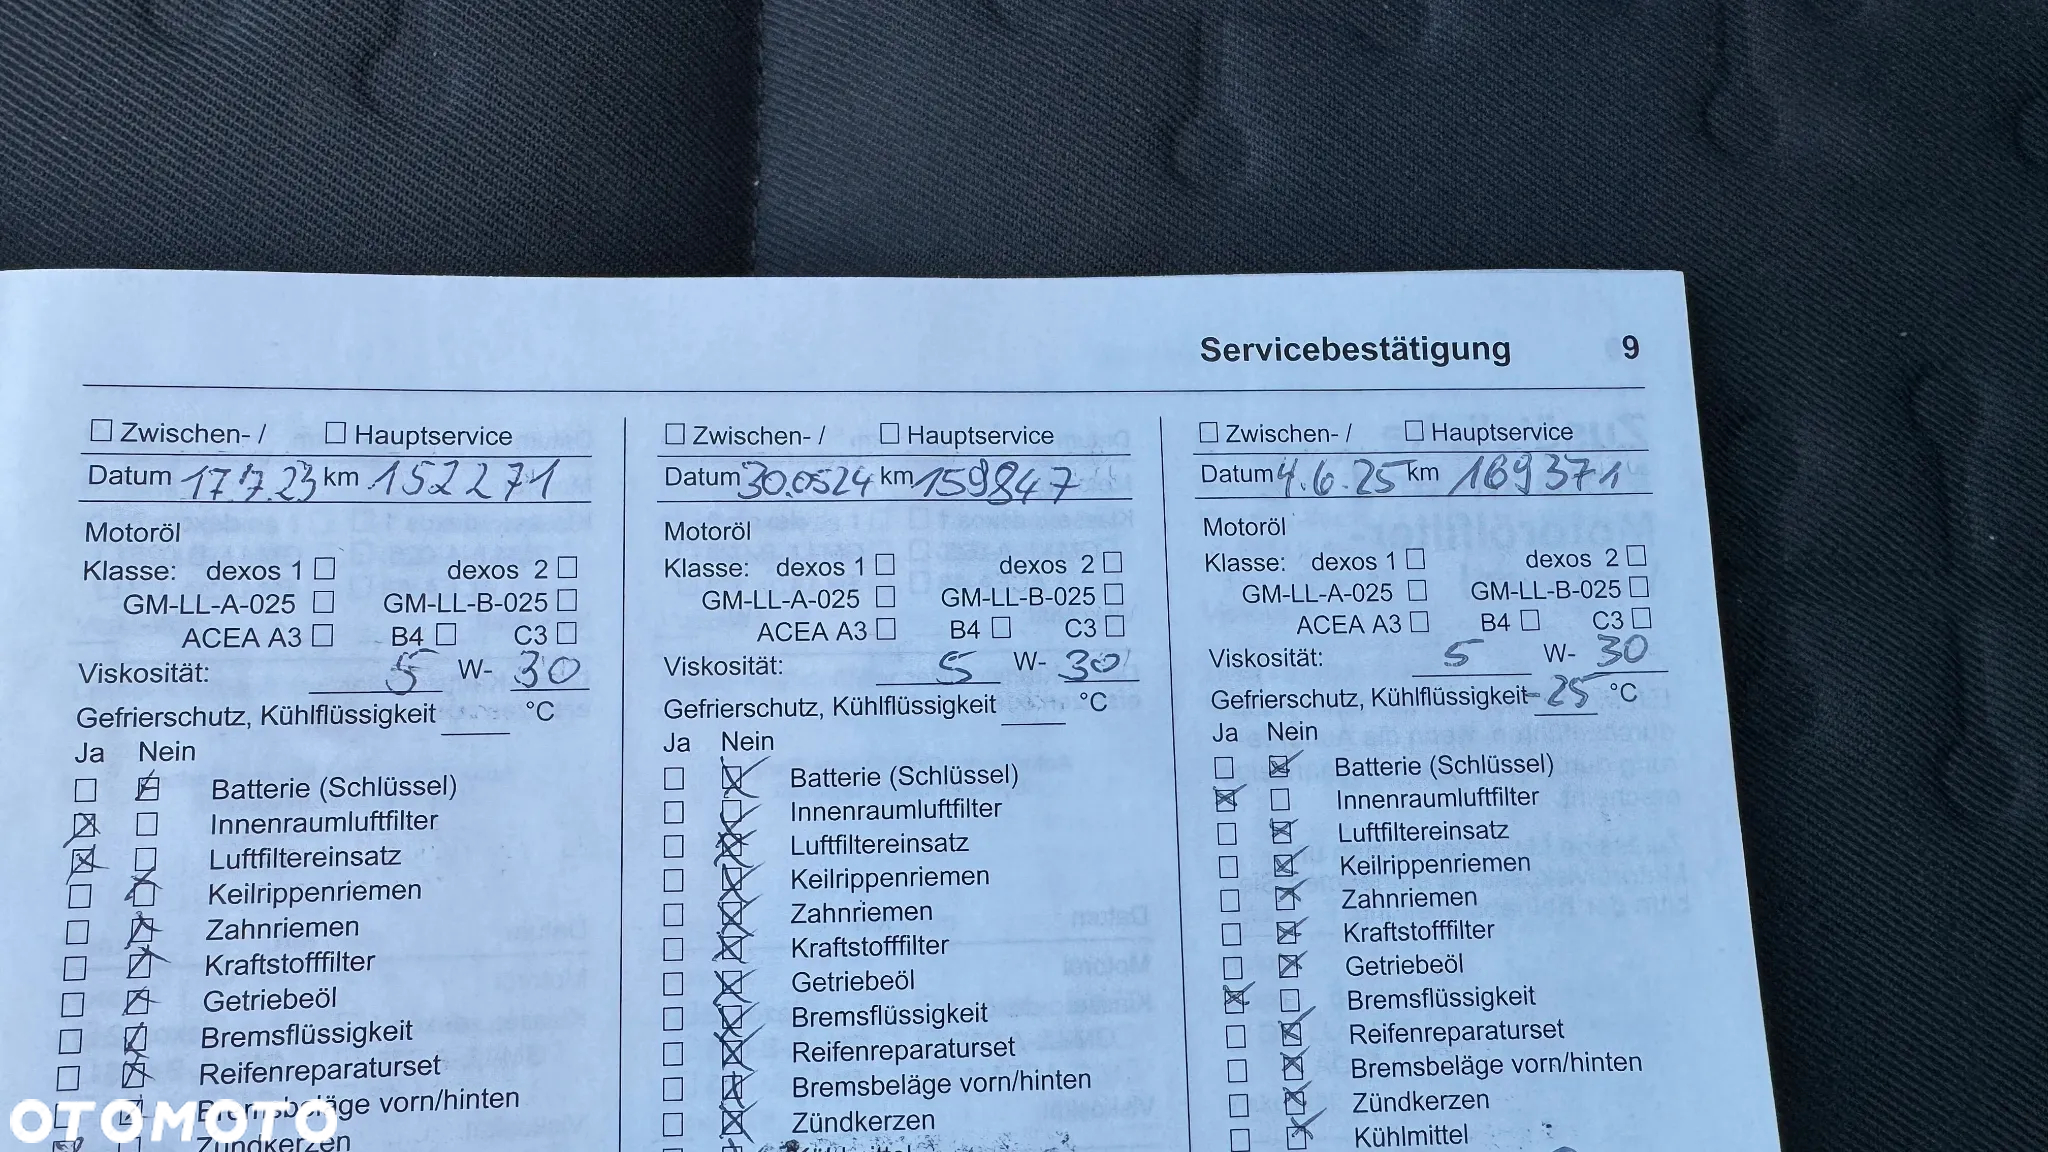 Servicebestätigung 9
Zwischen- / Hauptservice
Datum 17.7.23 km 152271
Motoröl
Klasse: dexos 1 dexos 2
GM-LL-A-025 GM-LL-B-025
ACEA A3 B4 C3
Viskosität: 5 W- 30
Gefrierschutz, Kühlflüssigkeit °C
Ja Nein
Batterie (Schlüssel)
Innenraumluftfilter
Luftfiltereinsatz
Keilrippenriemen
Zahnriemen
Kraftstofffilter
Getriebeöl
Bremsflüssigkeit
Reifenreparaturset
Bremsbeläge vorn/hinten
Zündkerzen
Zwischen- / Hauptservice
Datum 30.0524 km 159847
Motoröl
Klasse: dexos 1 dexos 2
GM-LL-A-025 GM-LL-B-025
ACEA A3 B4 C3
Viskosität: 5 W- 30
Gefrierschutz, Kühlflüssigkeit °C
Ja Nein
Batterie (Schlüssel)
Innenraumluftfilter
Luftfiltereinsatz
Keilrippenriemen
Zahnriemen
Kraftstofffilter
Getriebeöl
Bremsflüssigkeit
Reifenreparaturset
Bremsbeläge vorn/hinten
Zündkerzen
Zwischen- / Hauptservice
Datum 4.6.25 km 169371
Motoröl
Klasse: dexos 1 dexos 2
GM-LL-A-025 GM-LL-B-025
ACEA A3 B4 C3
Viskosität: 5 W- 30
Gefrierschutz, Kühlflüssigkeit -25 °C
Ja Nein
Batterie (Schlüssel)
Innenraumluftfilter
Luftfiltereinsatz
Keilrippenriemen
Zahnriemen
Kraftstofffilter
Getriebeöl
Bremsflüssigkeit
Reifenreparaturset
Bremsbeläge vorn/hinten
Zündkerzen
Kühlmittel
OTOMOTO